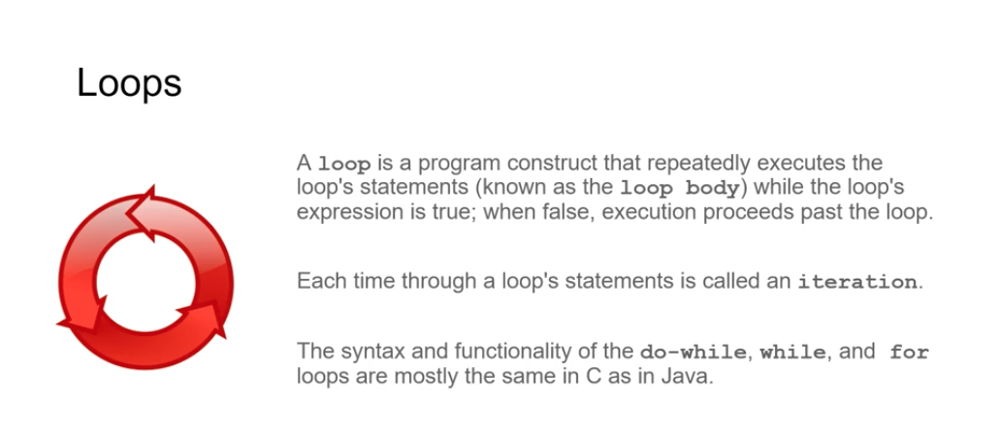 Loops
A loop is a program construct that repeatedly executes the
loop's statements (known as the loop body) while the loop's
expression is true; when false, execution proceeds past the loop.
Each time through a loop's statements is called an iteration.
The syntax and functionality of the do-while, while, and for
loops are mostly the same in C as in Java.